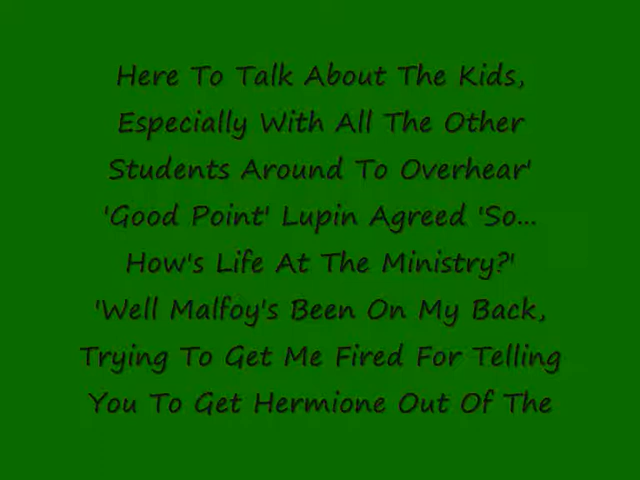 Here To Talk About The Kids,
Especially With All The Other
Students Around To Overhear'
'Good Point' Lupin Agreed 'So...
How's Life At The Ministry?'
'Well Malfoy's Been On My Back,
Trying To Get Me Fired For Telling
You To Get Hermione Out Of The